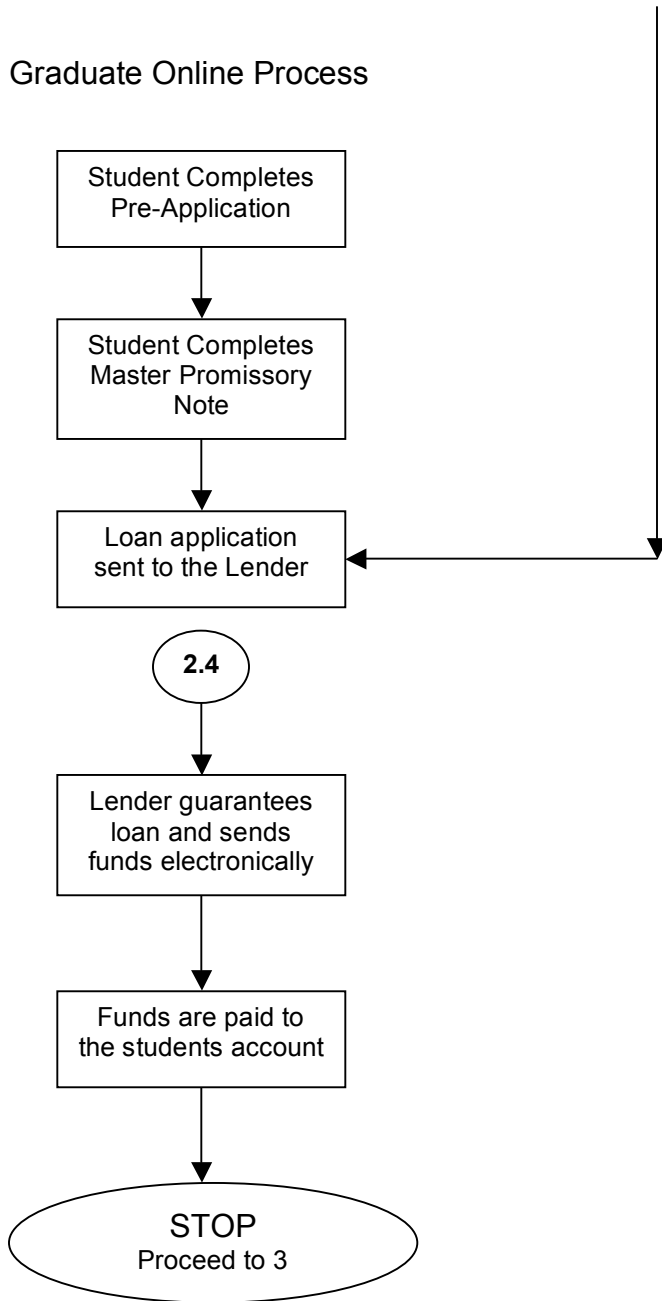 Graduate Online Process
Student Completes
Pre-Application
Student Completes
Master Promissory
Note
Loan application
sent to the Lender
2.4
Lender guarantees
loan and sends
funds electronically
Funds are paid to
the students account
STOP
Proceed to 3